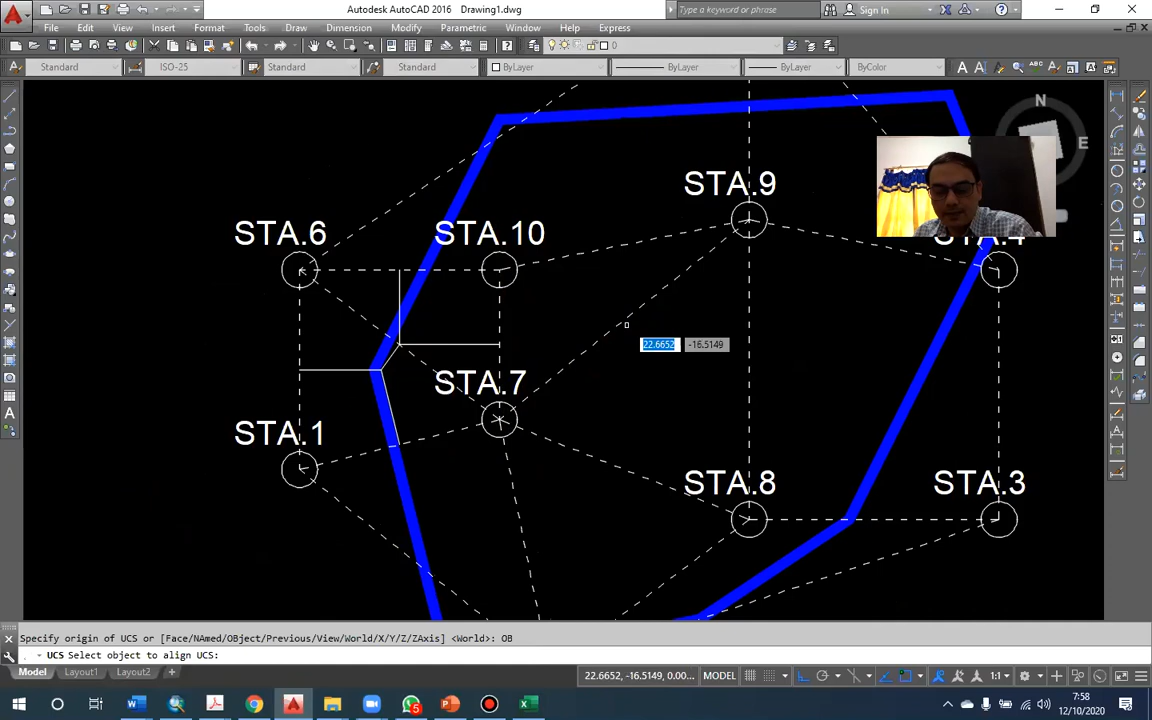 Autodesk AutoCAD 2016 Drawing1.dwg
Type a keyword or phrase
Sign In
File Edit View Insert Format Tools Draw Dimension Modify Parametric Window Help Express
0
Standard ISO-25 Standard Standard ByLayer ByLayer ByLayer ByColor
N
E
STA.9
STA.6 STA.10 STA.4
22.6652 -16.5149
STA.7
STA.1
STA.8 STA.3
Specify origin of UCS or [Face/NAmed/OBject/Previous/View/World/X/Y/Z/ZAxis] <World>: OB
UCS Select object to align UCS:
Model Layout1 Layout2 + 22.6652, -16.5149, 0.00... MODEL 1:1
5
7:58
12/10/2020